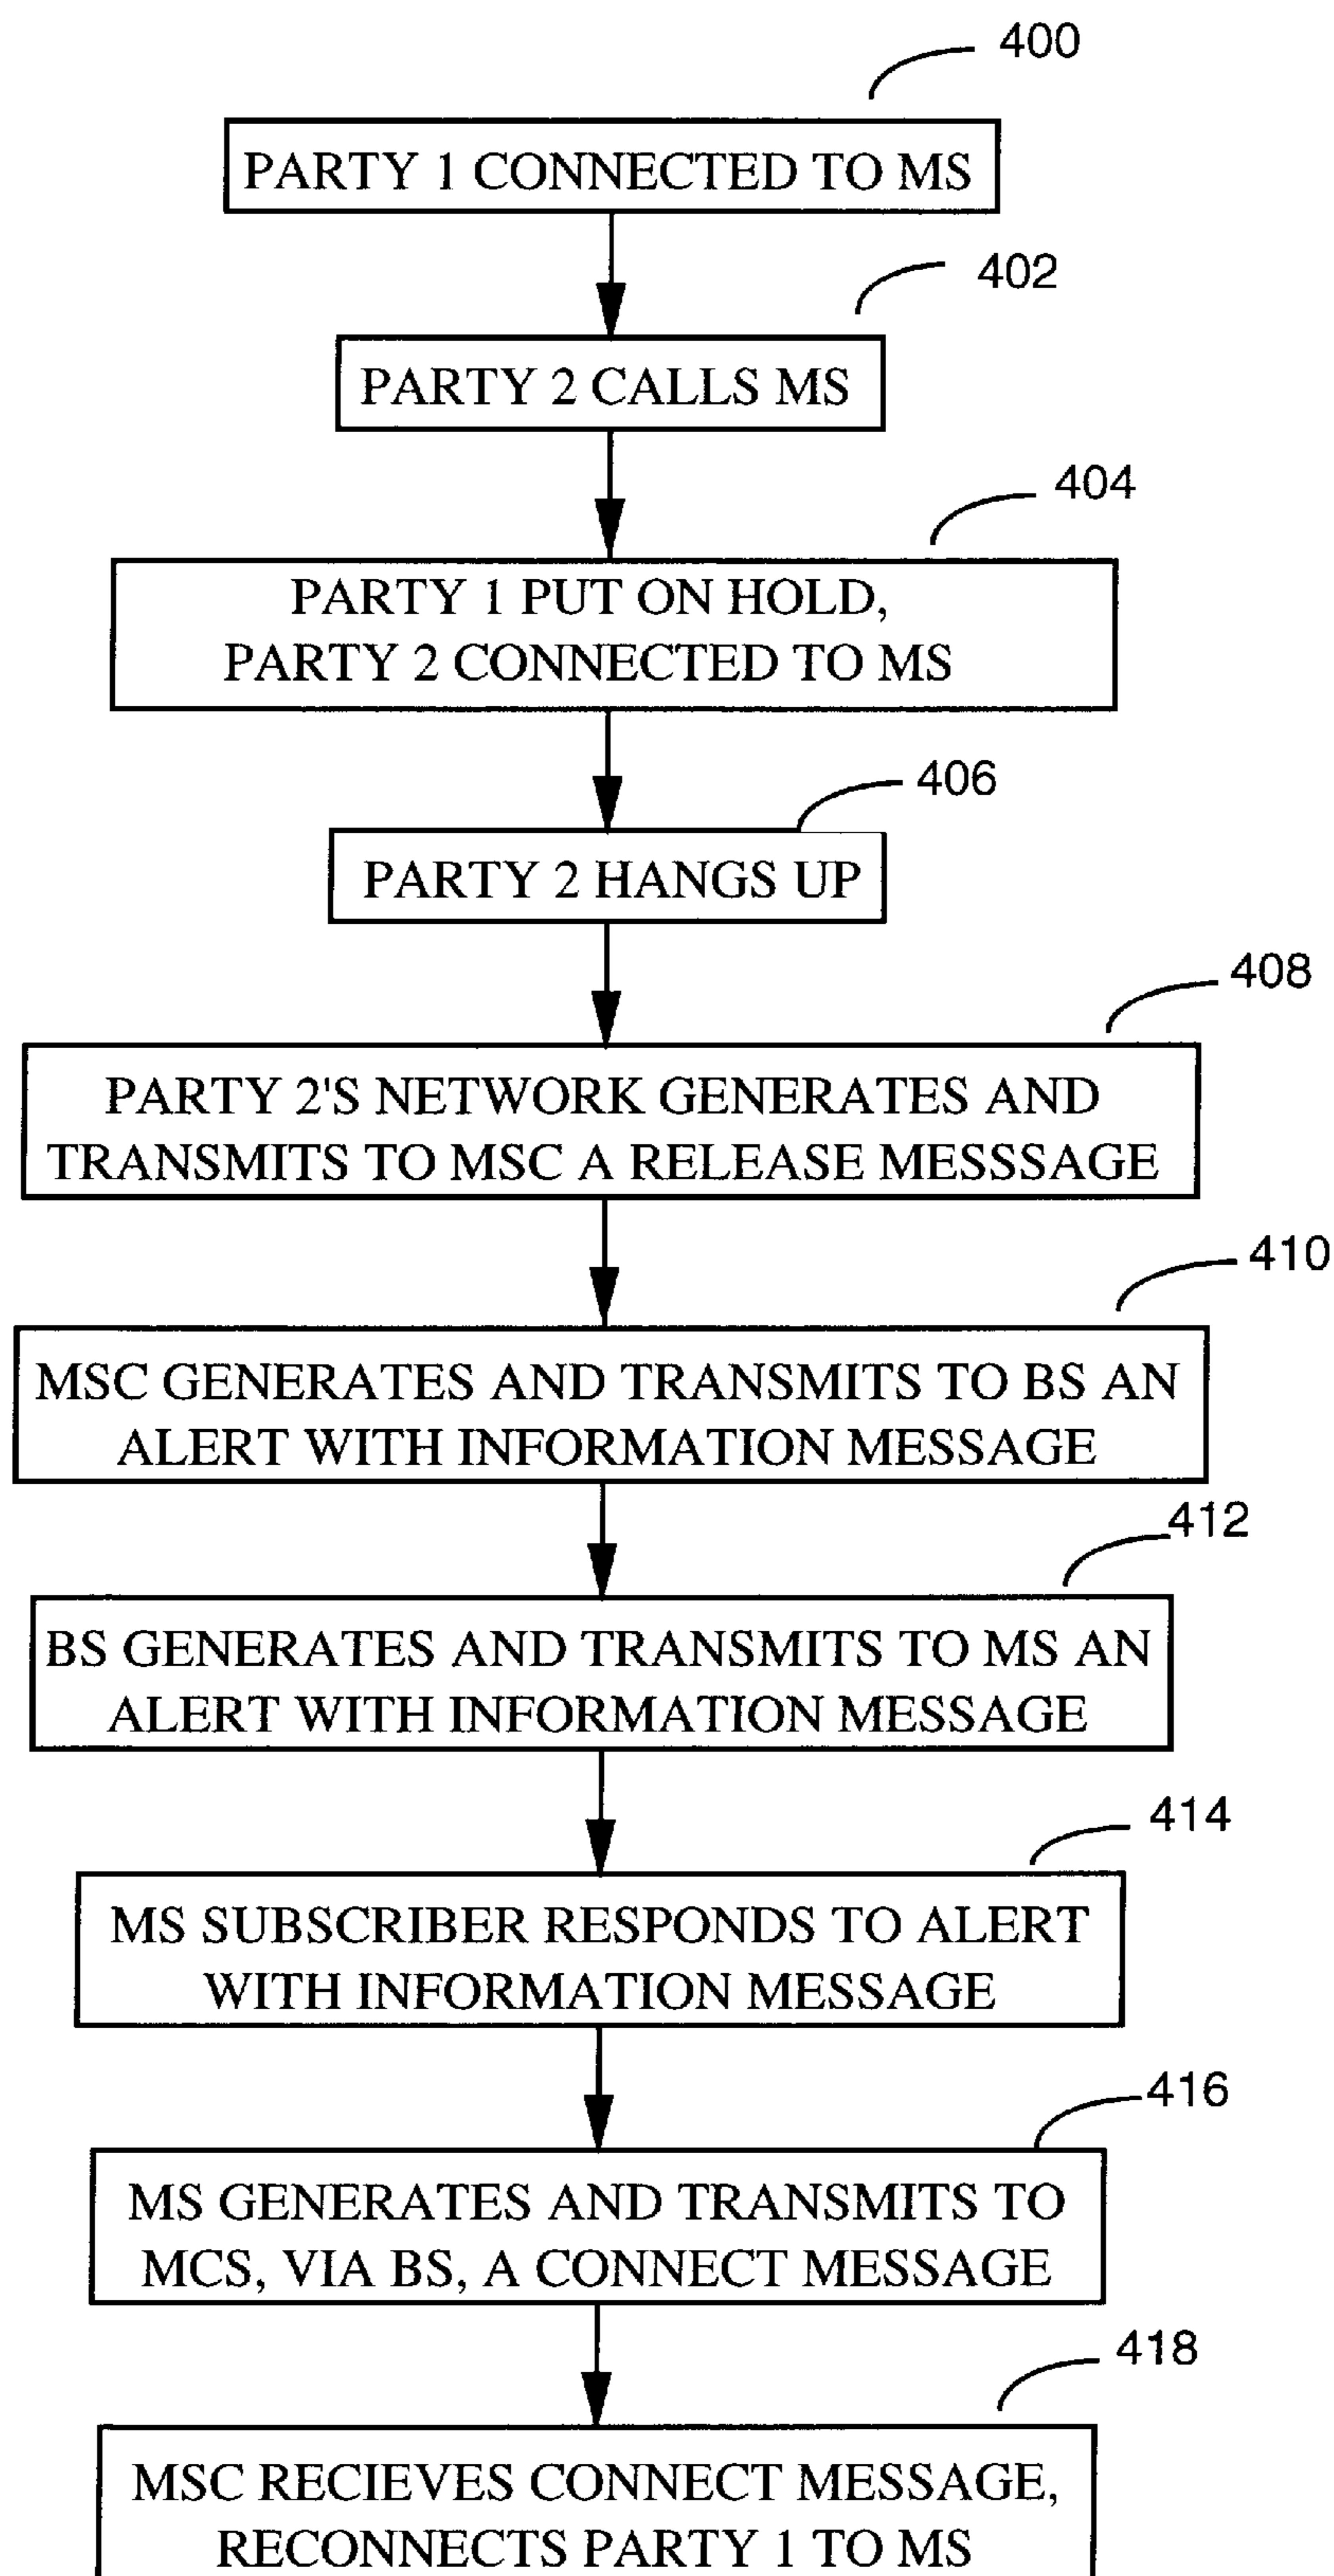 400
PARTY 1 CONNECTED TO MS
402
PARTY 2 CALLS MS
404
PARTY 1 PUT ON HOLD,
PARTY 2 CONNECTED TO MS
406
PARTY 2 HANGS UP
408
PARTY 2'S NETWORK GENERATES AND
TRANSMITS TO MSC A RELEASE MESSSAGE
410
MSC GENERATES AND TRANSMITS TO BS AN
ALERT WITH INFORMATION MESSAGE
412
BS GENERATES AND TRANSMITS TO MS AN
ALERT WITH INFORMATION MESSAGE
414
MS SUBSCRIBER RESPONDS TO ALERT
WITH INFORMATION MESSAGE
416
MS GENERATES AND TRANSMITS TO
MCS, VIA BS, A CONNECT MESSAGE
418
MSC RECIEVES CONNECT MESSAGE,
RECONNECTS PARTY 1 TO MS